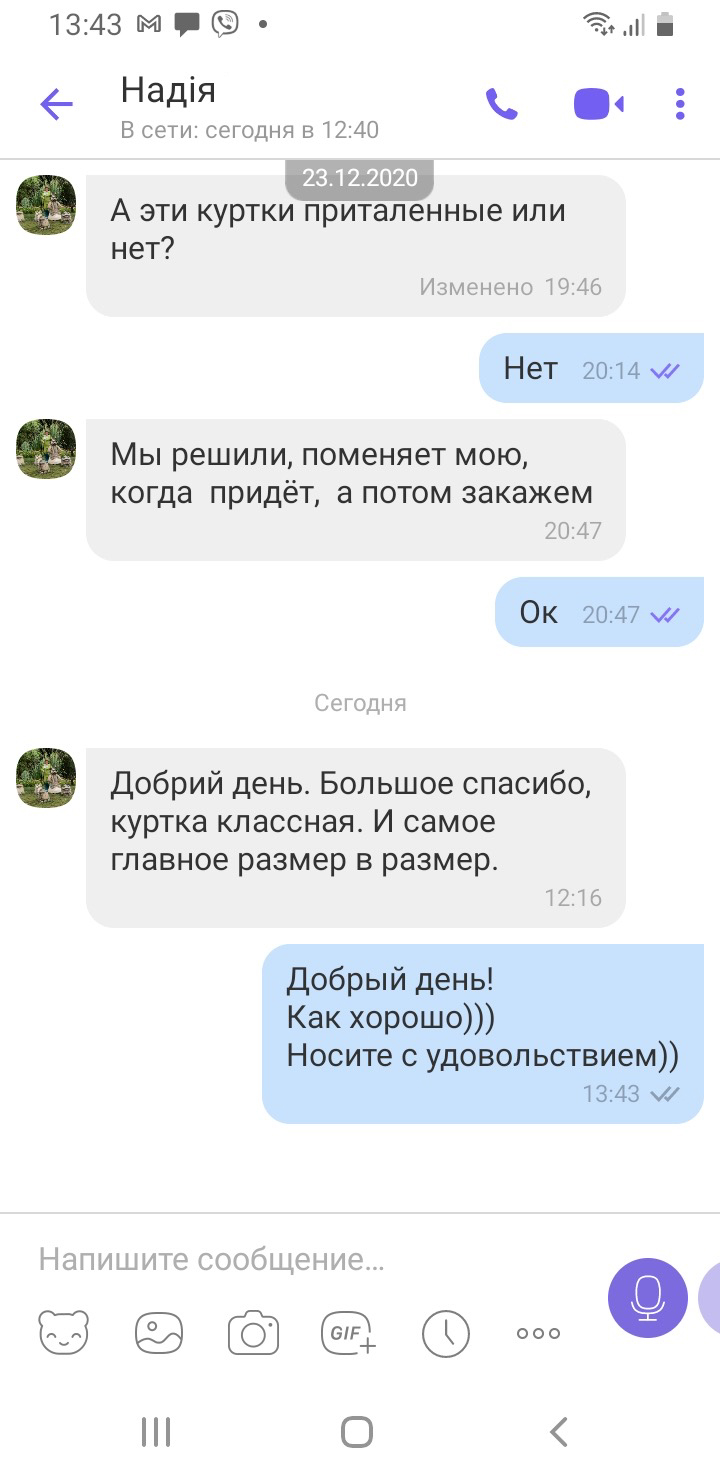 13:43
Надія
В сети: сегодня в 12:40
23.12.2020
А эти куртки приталенные или
нет?
Изменено 19:46
Нет 20:14
Мы решили, поменяет мою,
когда придёт, а потом закажем
20:47
Ок 20:47
Сегодня
Добрий день. Большое спасибо,
куртка классная. И самое
главное размер в размер.
12:16
Добрый день!
Как хорошо)))
Носите с удовольствием))
13:43
Напишите сообщение...
GIF